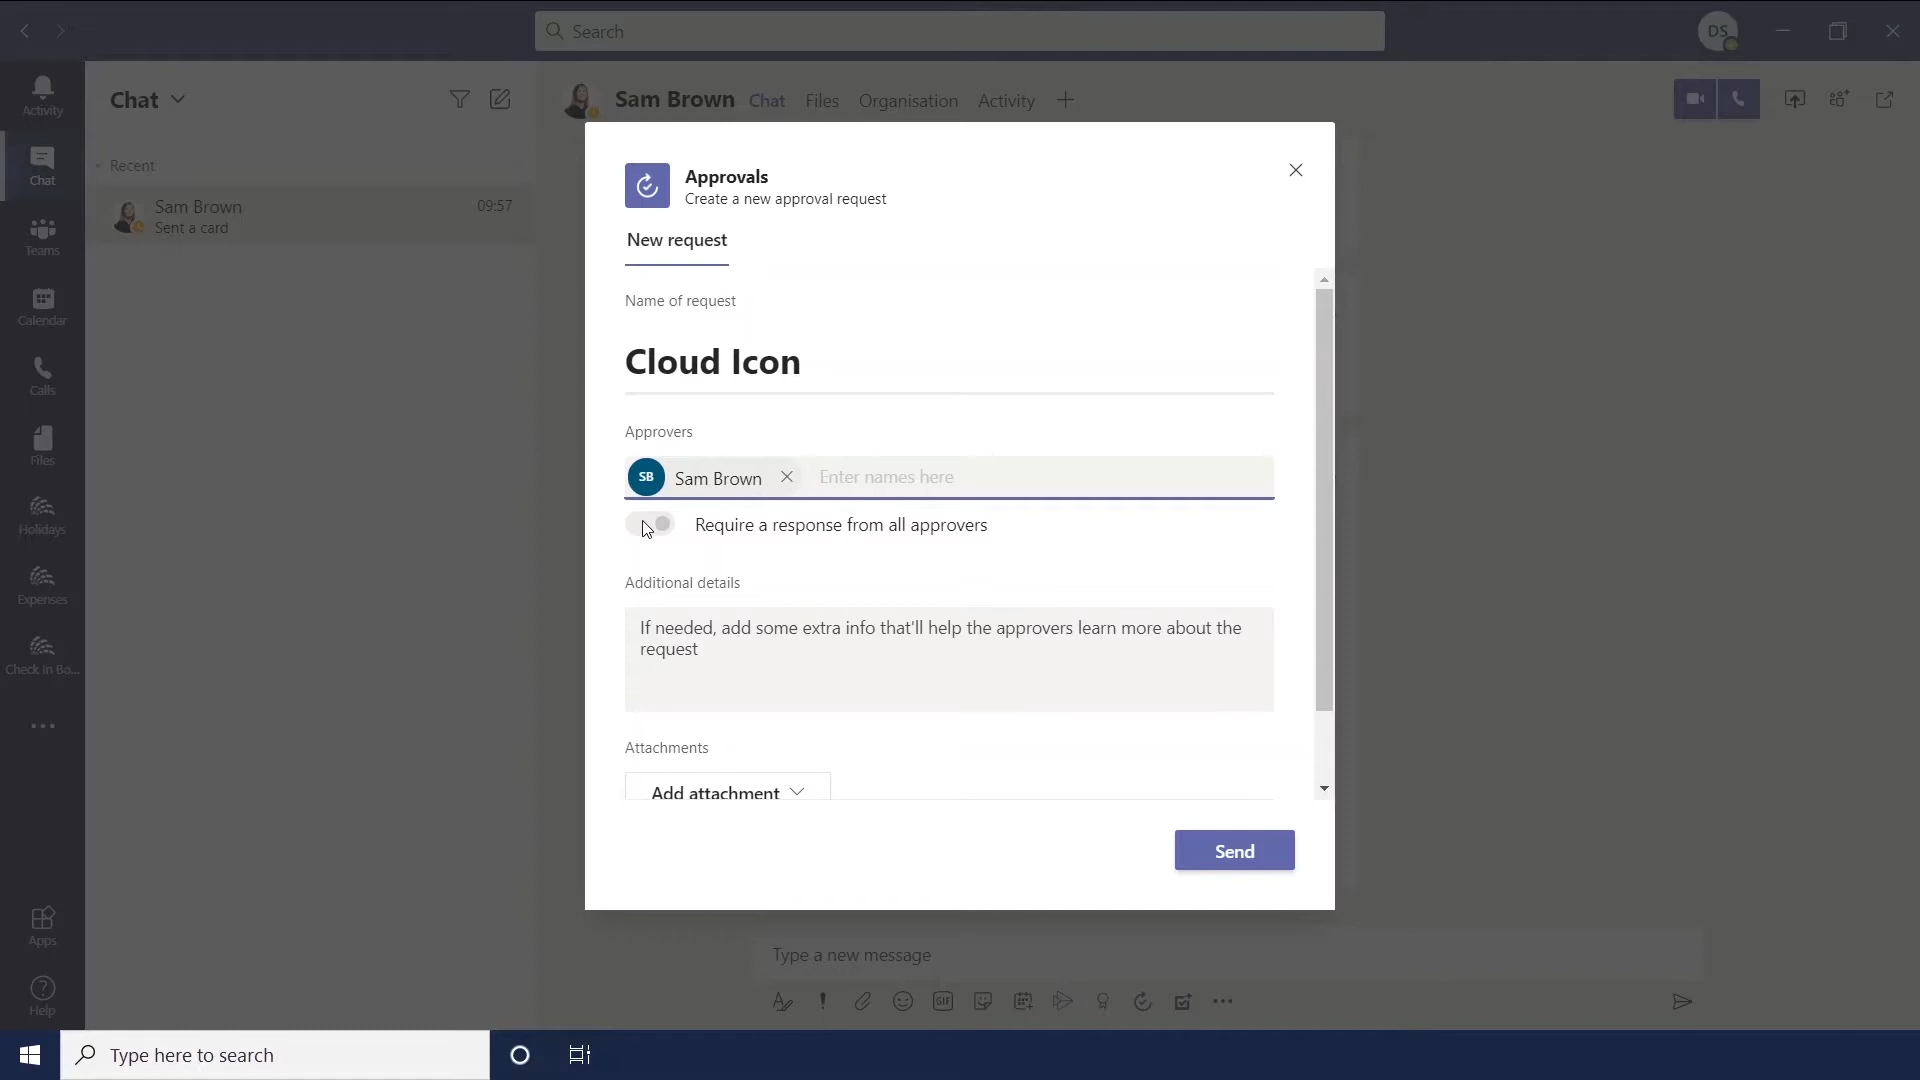 Search
DS
Activity
Chat
Teams
Calendar
Calls
Files
Holidays
Expenses
Check In Bo...
Apps
Help
Chat
Recent
Sam Brown
09:57
Sent a card
Sam Brown
Chat
Files
Organisation
Activity
Approvals
Create a new approval request
New request
Name of request
Cloud Icon
Approvers
SB
Sam Brown
Enter names here
Require a response from all approvers
Additional details
If needed, add some extra info that'll help the approvers learn more about the
request
Attachments
Add attachment
Send
Type a new message
GIF
Type here to search